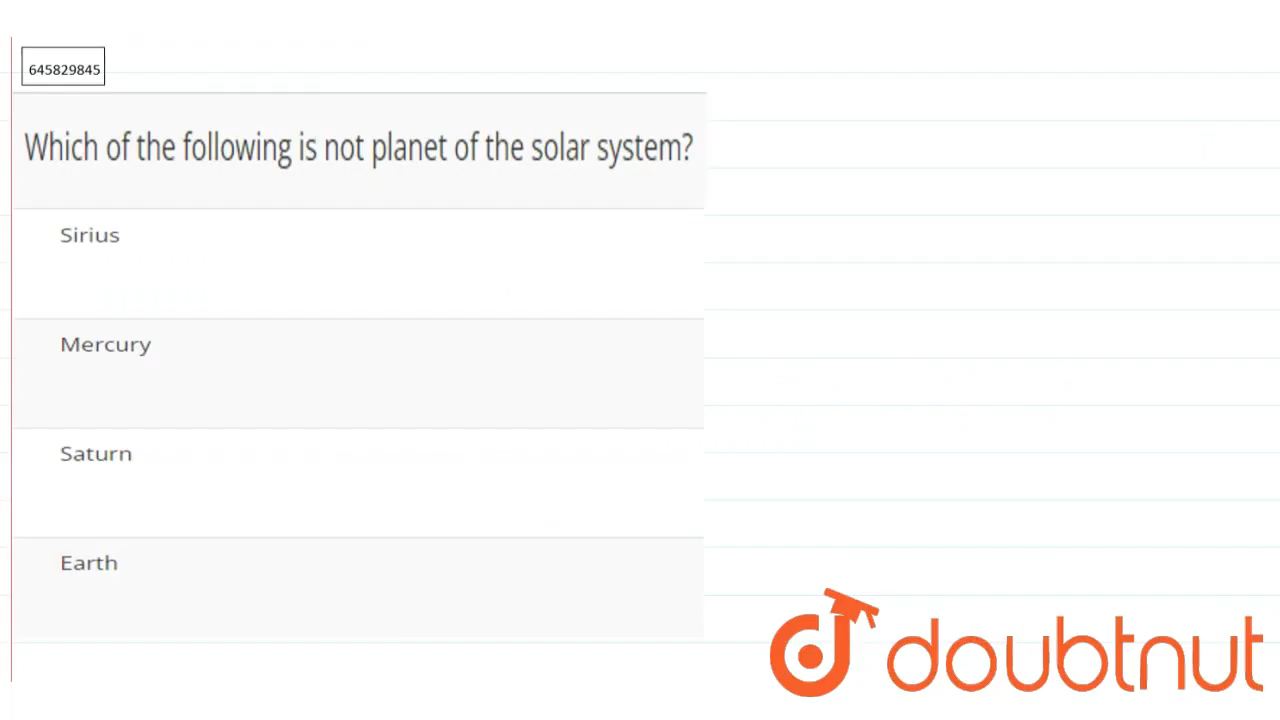 645829845
Which of the following is not planet of the solar system?
Sirius
Mercury
Saturn
Earth
doubtnut